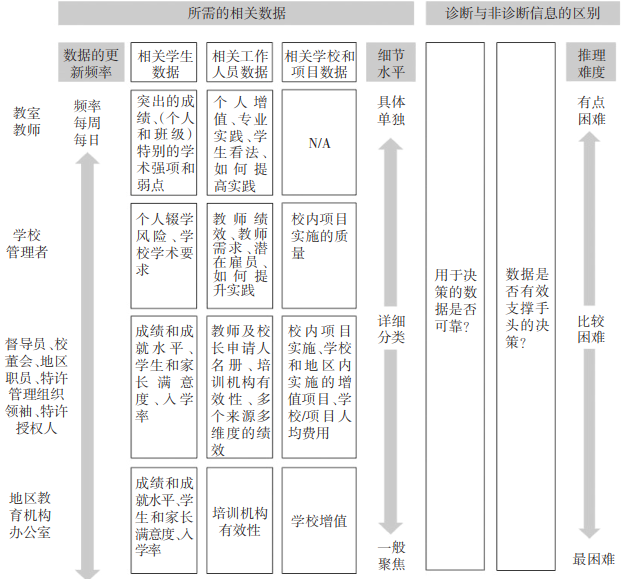 所需的相关数据
诊断与非诊断信息的区别
数据的更
新频率
相关学生
数据
相关工作
人员数据
相关学校和
项目数据
细节
水平
推理
难度
教室
教师
频率
每周
每日
突出的成
绩、(个人
和班级)
特别的学
术强项和
弱点
个人增
值、专业
实践、学
生看法、
如何提
高实践
N/A
具体
单独
有点
困难
学校
管理者
个人辍学
风险、学
校学术要
求
教师绩
效、教师
需求、潜
在雇员、
如何提
升实践
校内项目
实施的质
量
用于决
策的数
据是否
可靠?
数据是
否有效
支撑手
头的决
策?
督导员、校
董会、地区
职员、特许
管理组织
领袖、特许
授权人
成绩和成
就水平、
学生和家
长满意
度、入学
率
教师及校
长申请人
名册、培
训机构有
效性、多
个来源多
维度的绩
效
校内项目
实施、学校
和地区内
实施的增
值项目、学
校/项目人
均费用
详细
分类
比较
困难
地区教
育机构
办公室
成绩和成
就水平、学
生和家长
满意度、入
学率
培训机构
有效性
学校增值
一般
聚焦
最困难